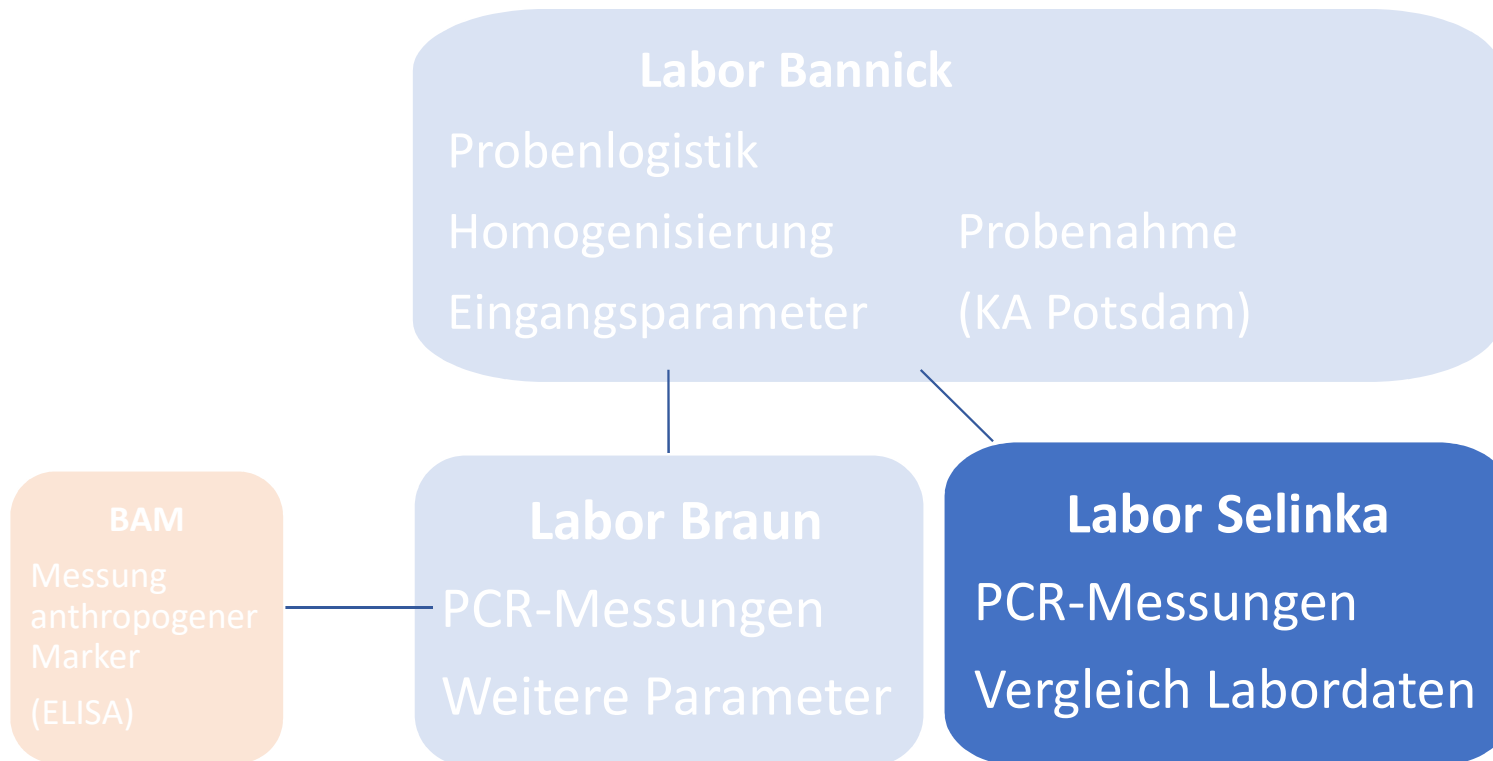 Labor Bannick
Probenlogistik
Homogenisierung
Eingangsparameter
Probenahme
(KA Potsdam)
BAM
Messung
anthropogener
Marker
(ELISA)
Labor Braun
PCR-Messungen
Weitere Parameter
Labor Selinka
PCR-Messungen
Vergleich Labordaten